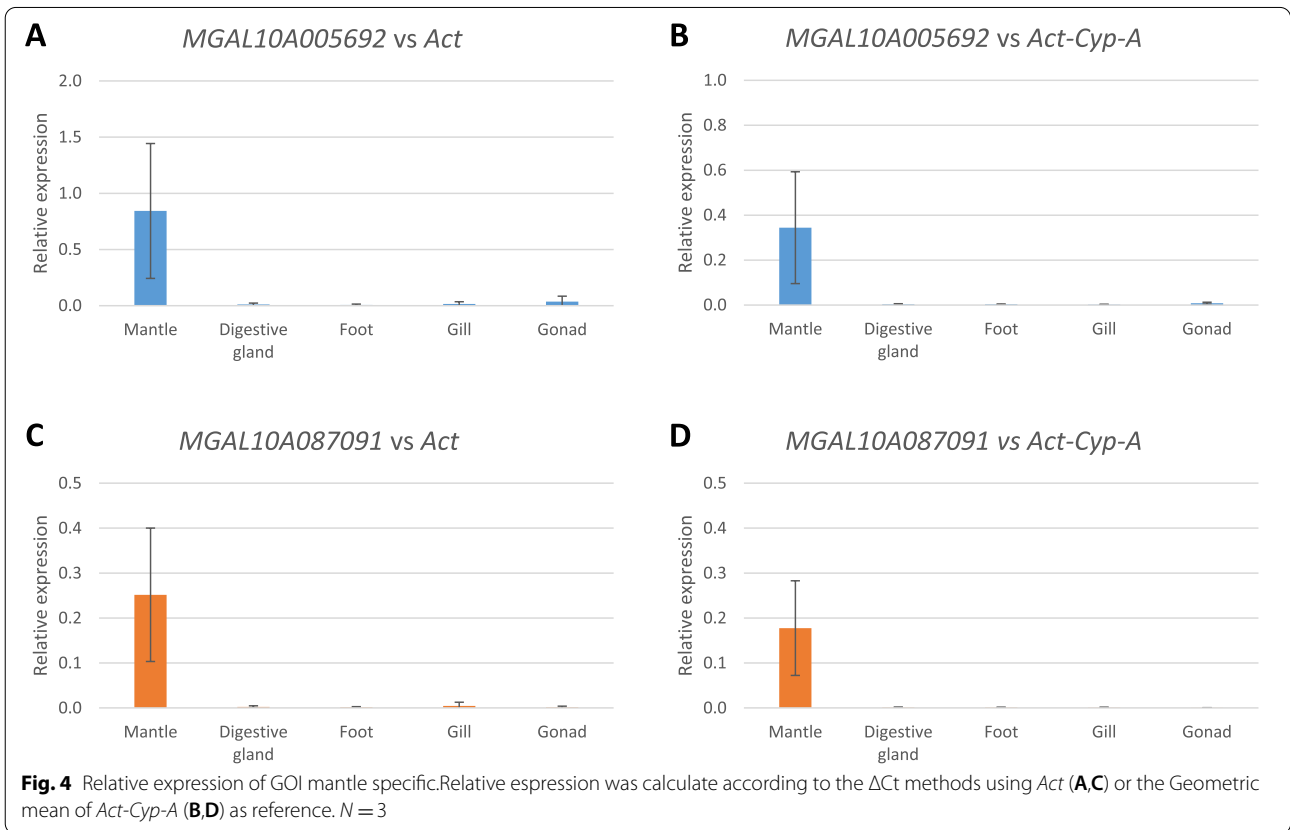 A
MGAL10A005692 vs Act
Relative expression
2.0
1.5
1.0
0.5
0.0
Mantle
Digestive
gland
Foot
Gill
Gonad
B
MGAL10A005692 vs Act-Cyp-A
Relative expression
1.0
0.8
0.6
0.4
0.2
0.0
Mantle
Digestive
gland
Foot
Gill
Gonad
C
MGAL10A087091 vs Act
Relative expression
0.5
0.4
0.3
0.2
0.1
0.0
Mantle
Digestive
gland
Foot
Gill
Gonad
D
MGAL10A087091 vs Act-Cyp-A
Relative expression
0.5
0.4
0.3
0.2
0.1
0.0
Mantle
Digestive
gland
Foot
Gill
Gonad
Fig. 4 Relative expression of GOI mantle specific.Relative espression was calculate according to the ΔCt methods using Act (A,C) or the Geometric
mean of Act-Cyp-A (B,D) as reference. N = 3